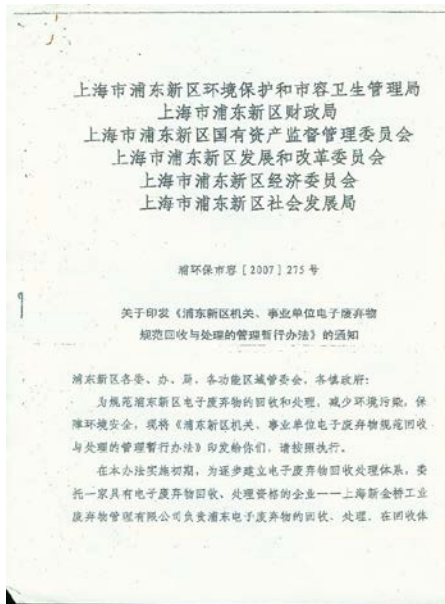 上海市浦东新区环境保护和市容卫生管理局
上海市浦东新区财政局
上海市浦东新区国有资产监督管理委员会
上海市浦东新区发展和改革委员会
上海市浦东新区经济委员会
上海市浦东新区社会发展局
浦环保市容[2007]275号
关于印发《浦东新区机关、事业单位电子废弃物
规范回收与处理的管理暂行办法》的通知
浦东新区各委、办、局，各功能区域管委会，各镇政府：
为规范浦东新区电子废弃物的回收和处理，减少环境污染，保
障环境安全，现将《浦东新区机关、事业单位电子废弃物规范回收
与处理的管理暂行办法》印发给你们，请按照执行。
在本办法实施初期，为逐步建立电子废弃物回收处理体系，委
托一家具有电子废弃物回收、处理资格的企业——上海新金桥工业
废弃物管理有限公司负责浦东电子废弃物的回收、处理。在回收体